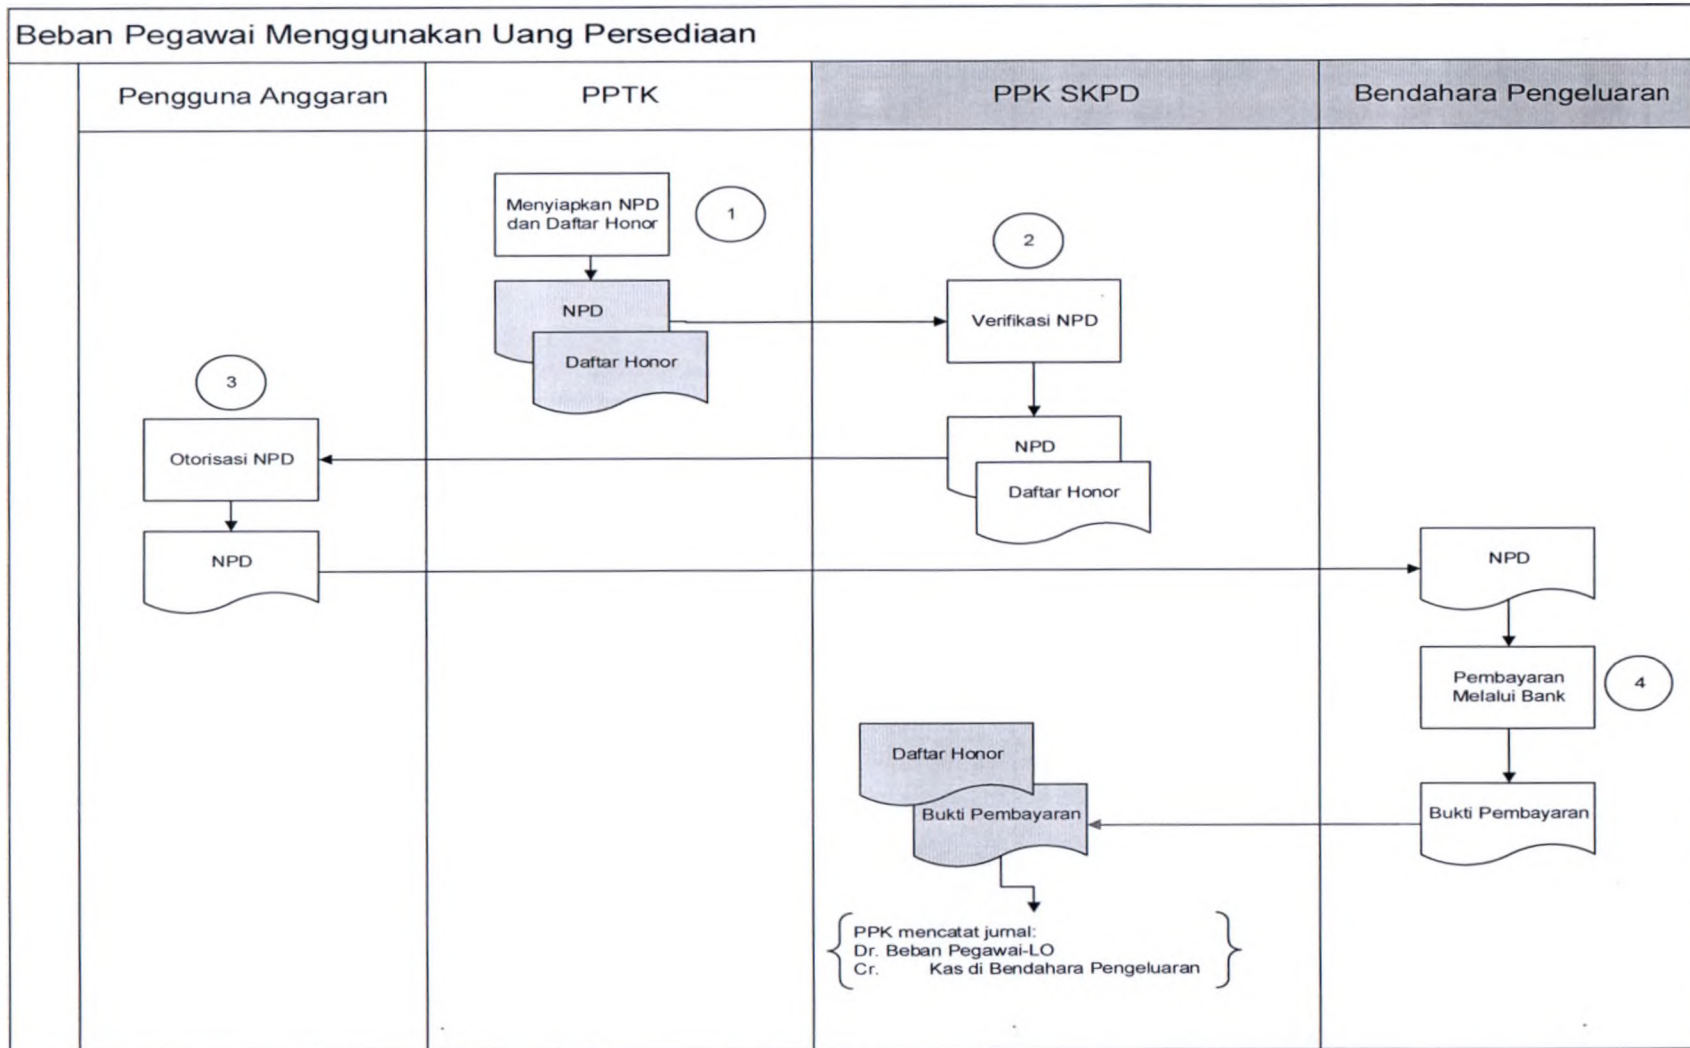 Beban Pegawai Menggunakan Uang Persediaan
Pengguna Anggaran
PPTK
PPK SKPD
Bendahara Pengeluaran
Menyiapkan NPD
dan Daftar Honor
1
2
NPD
Verifikasi NPD
Daftar Honor
3
Otorisasi NPD
NPD
Daftar Honor
NPD
NPD
Pembayaran
Melalui Bank
4
Daftar Honor
Bukti Pembayaran
Bukti Pembayaran
PPK mencatat jurnal:
Dr. Beban Pegawai-LO
Cr. Kas di Bendahara Pengeluaran